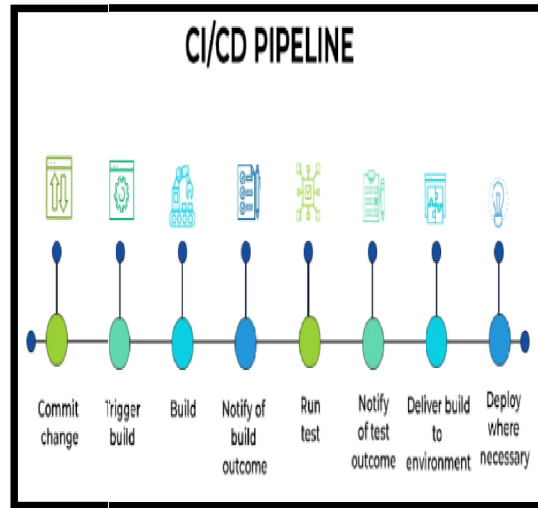 CI/CD PIPELINE
Commit
change
Trigger
build
Build
Notify of
build
outcome
Run
test
Notify
of test
outcome
Deliver build
to
environment
Deploy
where
necessary